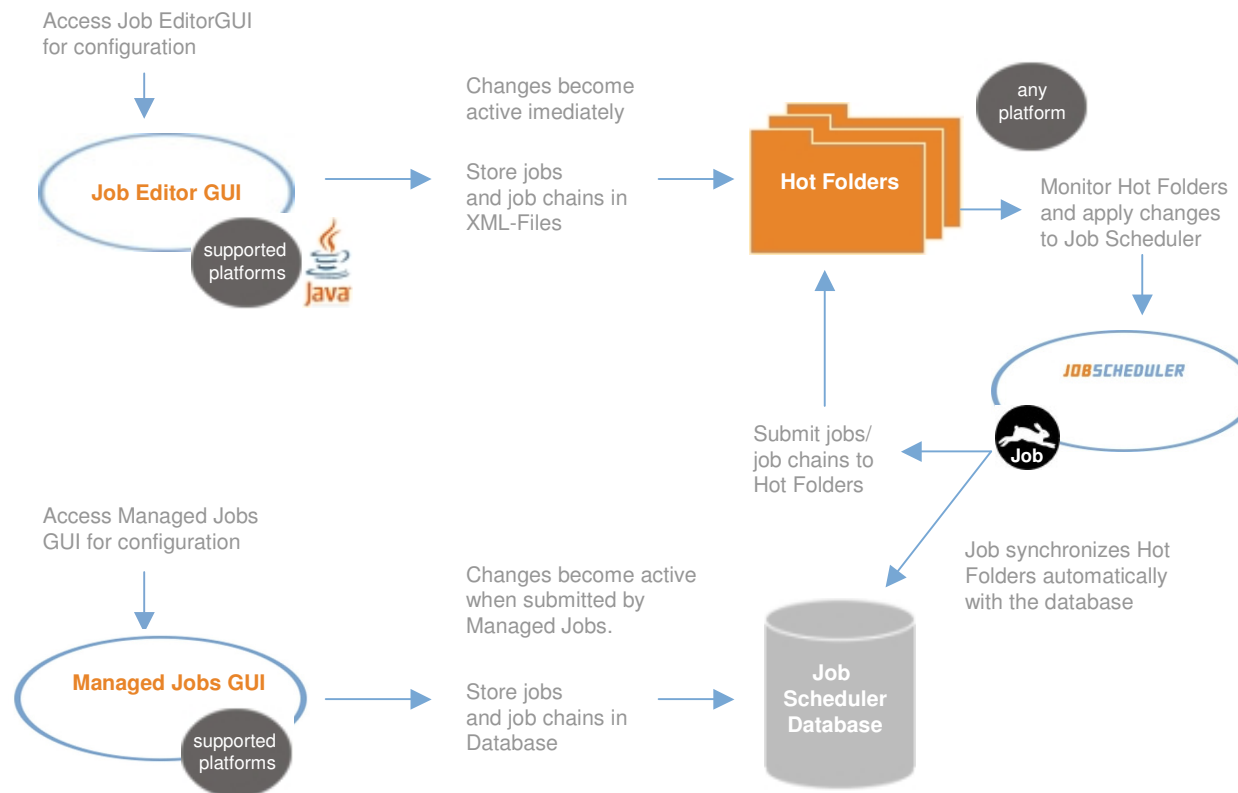 Access Job EditorGUI
for configuration
Job Editor GUI
supported
platforms
Java
Changes become
active imediately
Store jobs
and job chains in
XML-Files
Hot Folders
any
platform
Monitor Hot Folders
and apply changes
to Job Scheduler
JOBSCHEDULER
Job
Submit jobs/
job chains to
Hot Folders
Job synchronizes Hot
Folders automatically
with the database
Access Managed Jobs
GUI for configuration
Managed Jobs GUI
supported
platforms
Changes become active
when submitted by
Managed Jobs.
Store jobs
and job chains in
Database
Job
Scheduler
Database